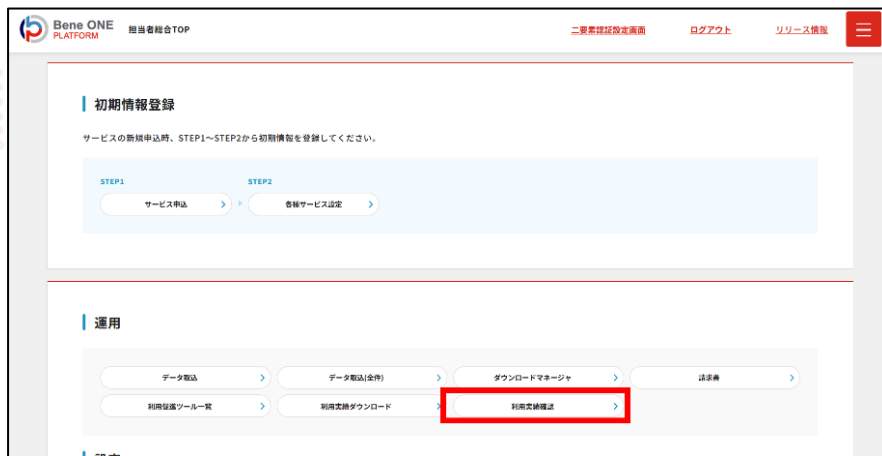 Bene ONE
PLATFORM
担当者総合TOP
二要素認証設定画面
ログアウト
リリース情報
初期情報登録
サービスの新規申込時、STEP1～STEP2から初期情報を登録してください。
STEP1
STEP2
サービス申込
各種サービス設定
運用
データ取込
データ取込(全件)
ダウンロードマネージャ
請求書
利用促進ツール一覧
利用実績ダウンロード
利用実績確認